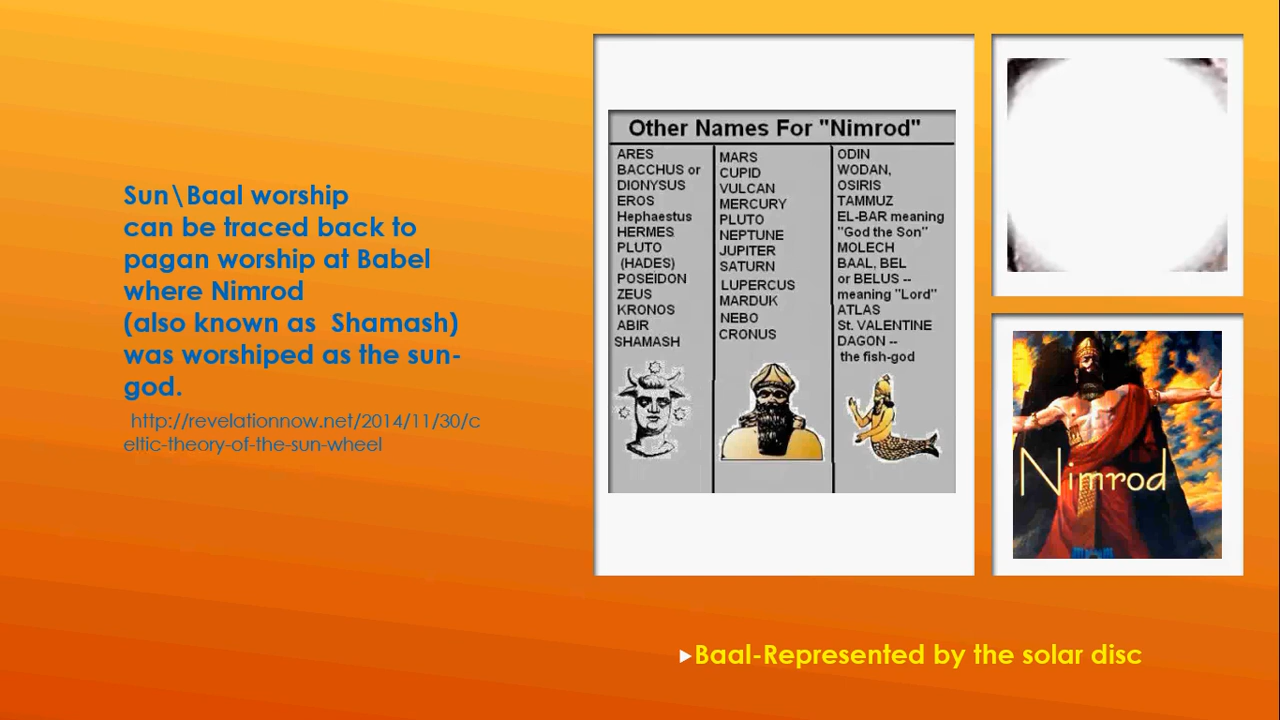 Sun\Baal worship
can be traced back to
pagan worship at Babel
where Nimrod
(also known as  Shamash)
was worshiped as the sun-
god.
http://revelationnow.net/2014/11/30/c
eltic-theory-of-the-sun-wheel
Other Names For "Nimrod"
ARES
BACCHUS or
DIONYSUS
EROS
Hephaestus
HERMES
PLUTO
(HADES)
POSEIDON
ZEUS
KRONOS
ABIR
SHAMASH
MARS
CUPID
VULCAN
MERCURY
PLUTO
NEPTUNE
JUPITER
SATURN
LUPERCUS
MARDUK
NEBO
CRONUS
ODIN
WODAN,
OSIRIS
TAMMUZ
EL-BAR meaning
"God the Son"
MOLECH
BAAL, BEL
or BELUS --
meaning "Lord"
ATLAS
St. VALENTINE
DAGON --
the fish-god
Nimrod
Baal-Represented by the solar disc